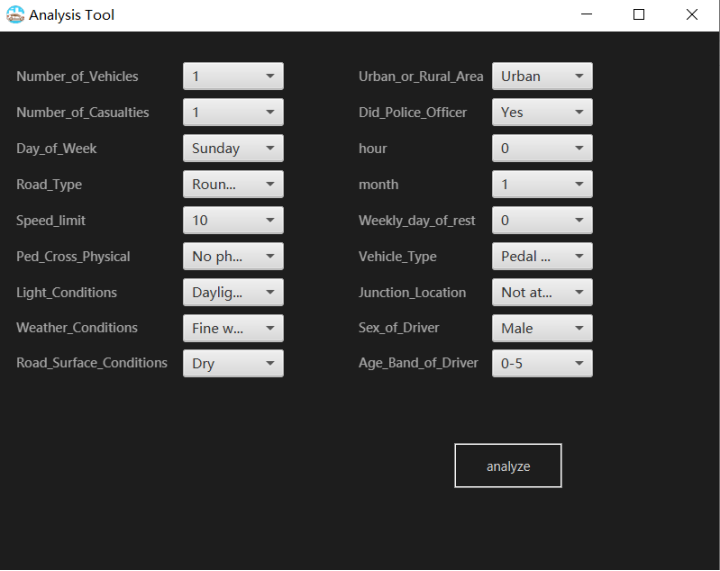 Analysis Tool
Number_of_Vehicles 1 Urban_or_Rural_Area Urban
Number_of_Casualties 1 Did_Police_Officer Yes
Day_of_Week Sunday hour 0
Road_Type Roun... month 1
Speed_limit 10 Weekly_day_of_rest 0
Ped_Cross_Physical No ph... Vehicle_Type Pedal ...
Light_Conditions Daylig... Junction_Location Not at...
Weather_Conditions Fine w... Sex_of_Driver Male
Road_Surface_Conditions Dry Age_Band_of_Driver 0-5
analyze